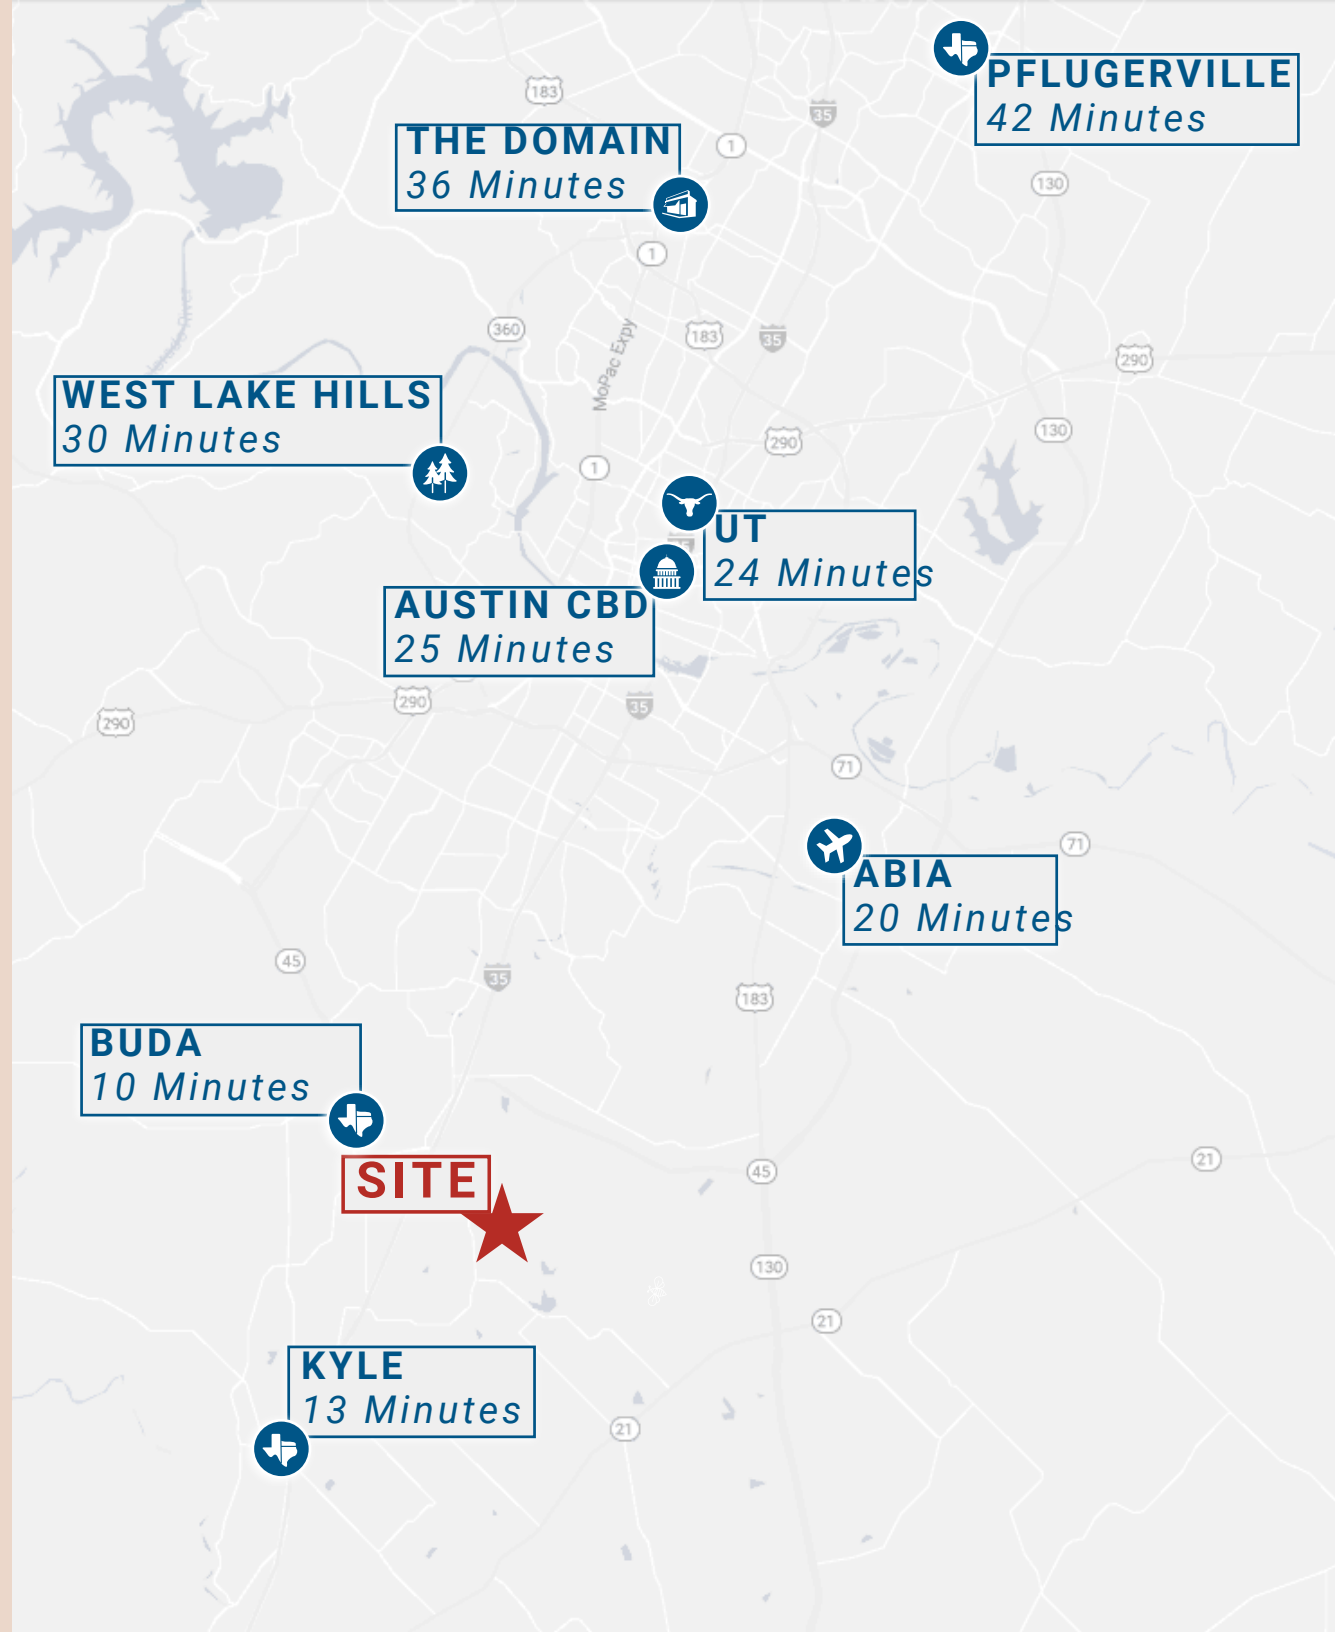 PFLUGERVILLE
42 Minutes
183
35
THE DOMAIN
36 Minutes
1
130
1
360
MoPac Expy
183
35
290
WEST LAKE HILLS
30 Minutes
130
290
1
UT
24 Minutes
AUSTIN CBD
25 Minutes
290
35
290
71
71
ABIA
20 Minutes
45
35
183
BUDA
10 Minutes
SITE
45
21
130
21
KYLE
13 Minutes
21